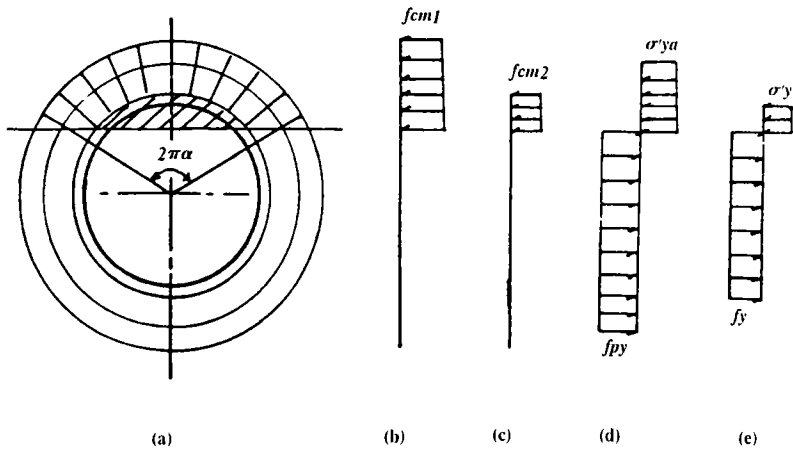 fcm1
fcm2
σ'ya
σ'y
2πα
fpy
fy
(a)
(b)
(c)
(d)
(e)